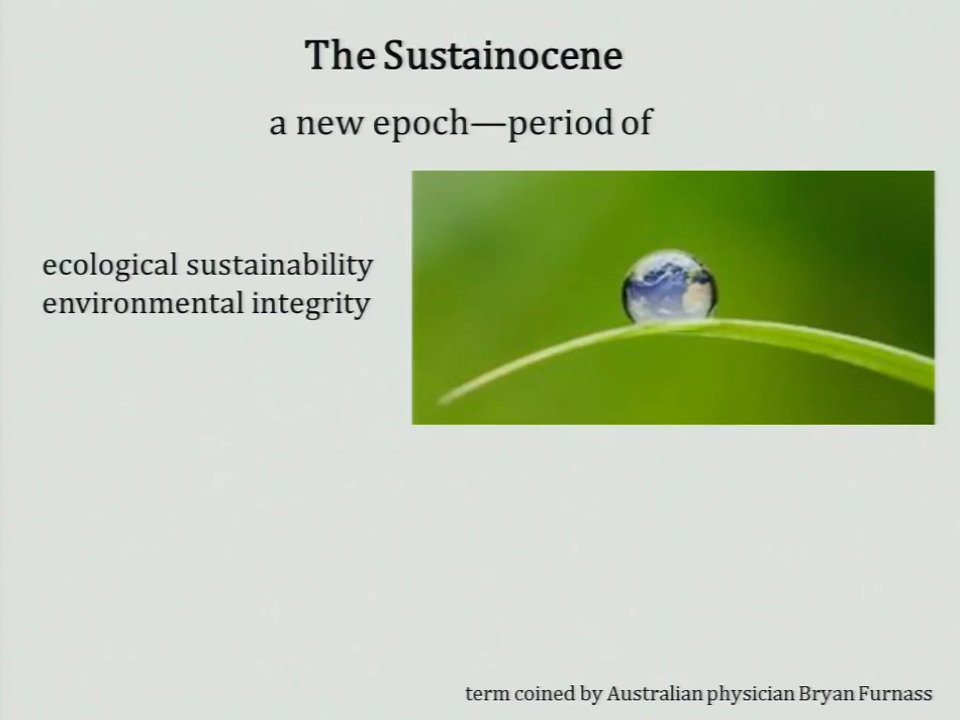 The Sustainocene
a new epoch—period of
ecological sustainability
environmental integrity
term coined by Australian physician Bryan Furnass